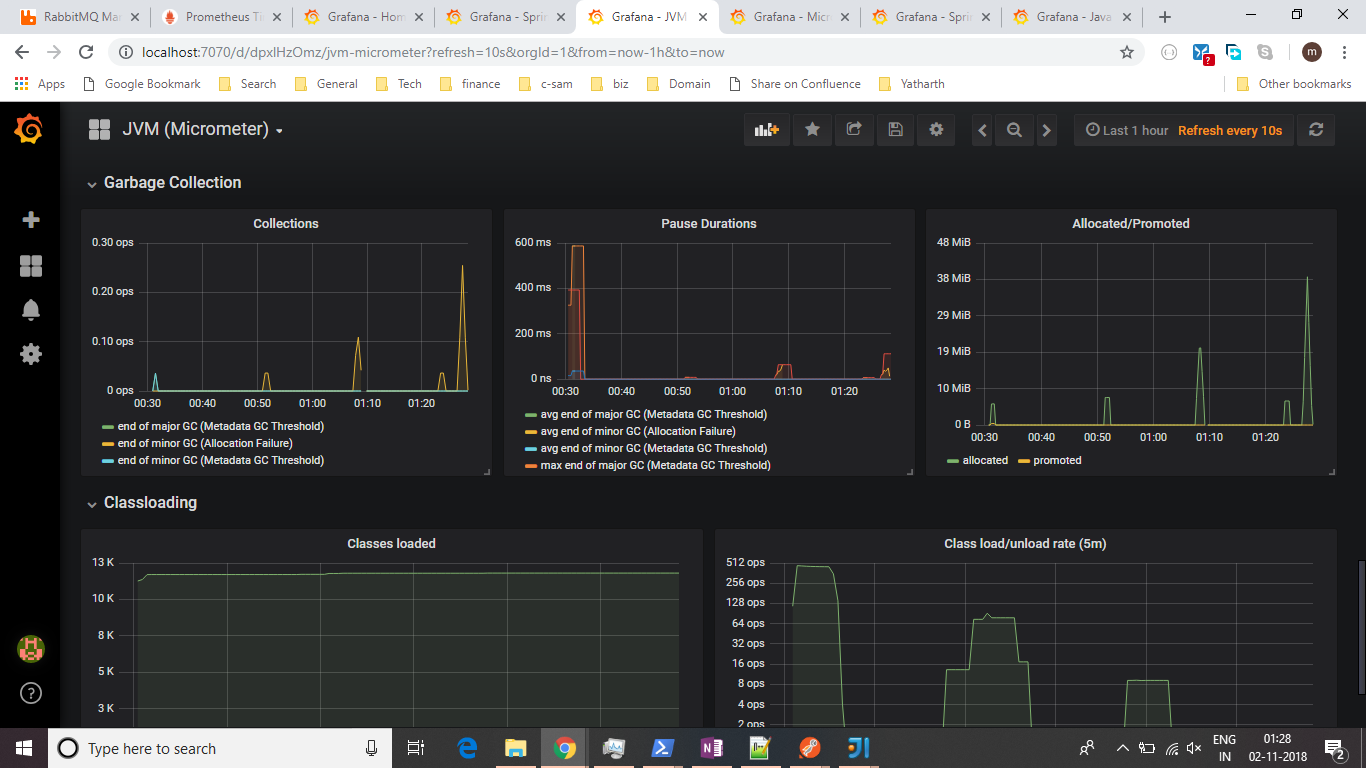 RabbitMQ Mar
Prometheus Ti
Grafana - Hom
Grafana - Sprin
Grafana - JVM
Grafana - Micr
Grafana - Sprin
Grafana - Java
localhost:7070/d/dpxlHzOmz/jvm-micrometer?refresh=10s&orgId=1&from=now-1h&to=now
?
m
Apps
Google Bookmark
Search
General
Tech
finance
c-sam
biz
Domain
Share on Confluence
Yatharth
Other bookmarks
JVM (Micrometer)
Last 1 hour Refresh every 10s
Garbage Collection
Collections
0.30 ops
0.20 ops
0.10 ops
0 ops
00:30 00:40 00:50 01:00 01:10 01:20
end of major GC (Metadata GC Threshold)
end of minor GC (Allocation Failure)
end of minor GC (Metadata GC Threshold)
Pause Durations
600 ms
400 ms
200 ms
0 ns
00:30 00:40 00:50 01:00 01:10 01:20
avg end of major GC (Metadata GC Threshold)
avg end of minor GC (Allocation Failure)
avg end of minor GC (Metadata GC Threshold)
max end of major GC (Metadata GC Threshold)
Allocated/Promoted
48 MiB
38 MiB
29 MiB
19 MiB
10 MiB
0 B
00:30 00:40 00:50 01:00 01:10 01:20
allocated promoted
Classloading
Classes loaded
13 K
10 K
8 K
5 K
3 K
Class load/unload rate (5m)
512 ops
256 ops
128 ops
64 ops
32 ops
16 ops
8 ops
4 ops
2 ops
?
Type here to search
ENG
IN
01:28
02-11-2018
2